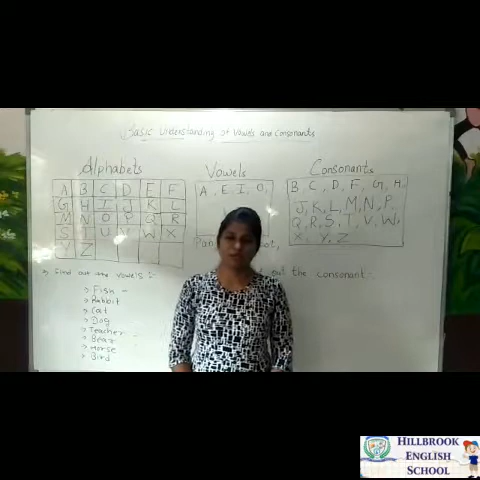 Basic Understanding of Vowels and Consonants
Alphabets
A B C D E F
G H I J K L
M N O P Q R
S T U V W X
Y Z
Vowels
A, E, I, O,
Consonants
B, C, D, F, G, H,
J, K, L, M, N, P,
Q, R, S, T, V, W,
X, Y, Z
Find out the vowels :-
Fish -
Rabbit
Cat
Dog
Teacher
Bear
Horse
Bird
out the consonant :-
HILLBROOK
ENGLISH
SCHOOL